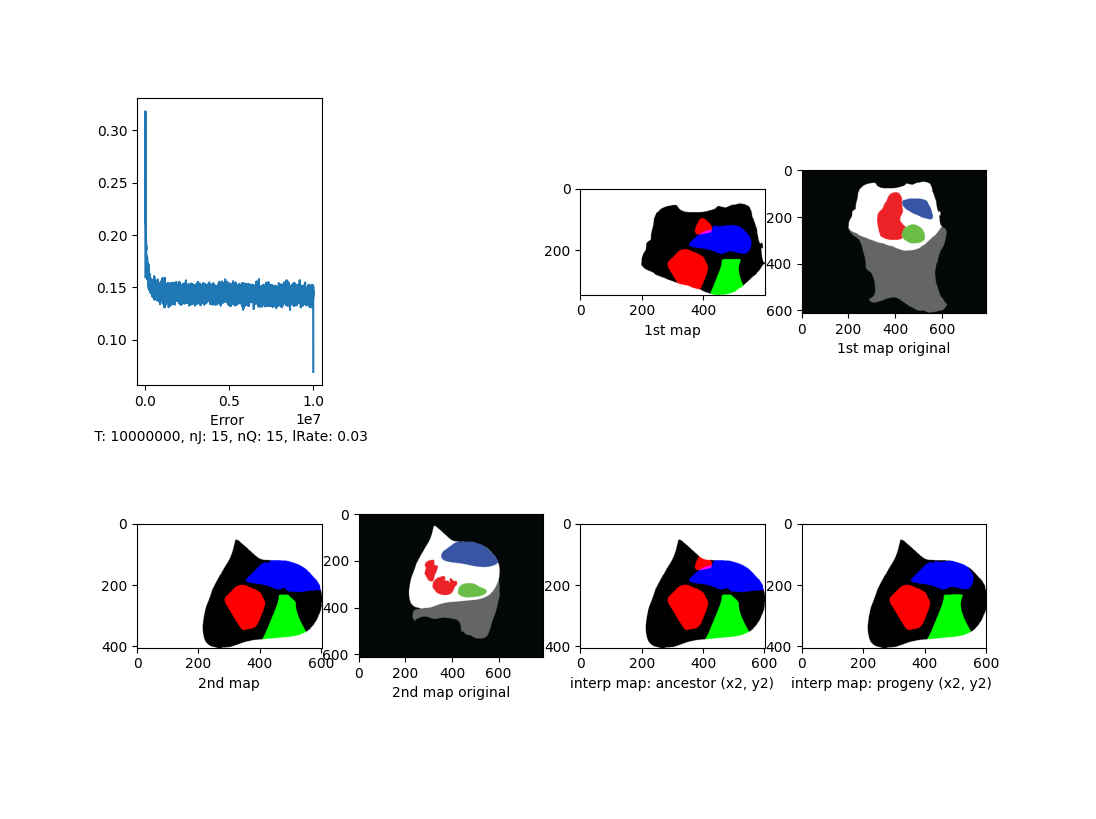 0.30
0.25
0.20
0.15
0.10
0.0 0.5 1.0
Error 1e7
T: 10000000, nJ: 15, nQ: 15, lRate: 0.03
0
200
0 200 400
1st map
0
200
400
600
0 200 400 600
1st map original
0
200
400
0 200 400 600
2nd map
0
200
400
600
0 200 400 600
2nd map original
0
200
400
0 200 400 600
interp map: ancestor (x2, y2)
0
200
400
0 200 400 600
interp map: progeny (x2, y2)